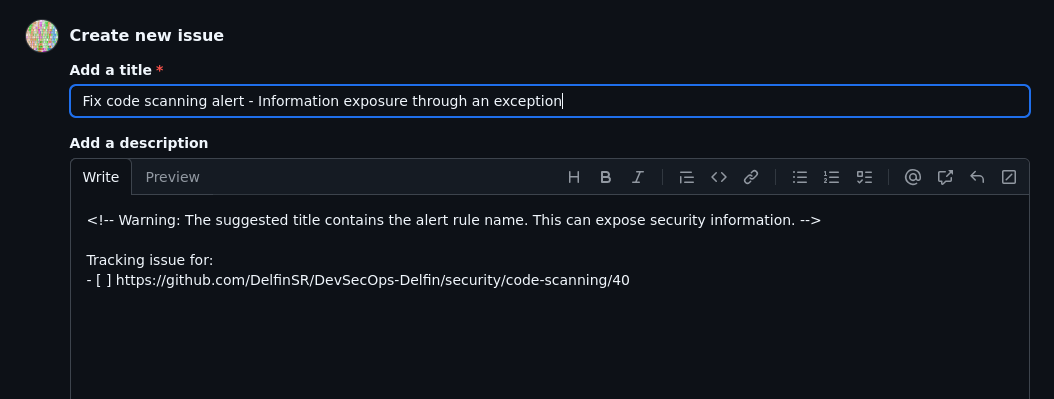 Create new issue
Add a title *
Fix code scanning alert - Information exposure through an exception
Add a description
Write Preview
<!-- Warning: The suggested title contains the alert rule name. This can expose security information. -->
Tracking issue for:
- [ ] https://github.com/DelfinSR/DevSecOps-Delfin/security/code-scanning/40